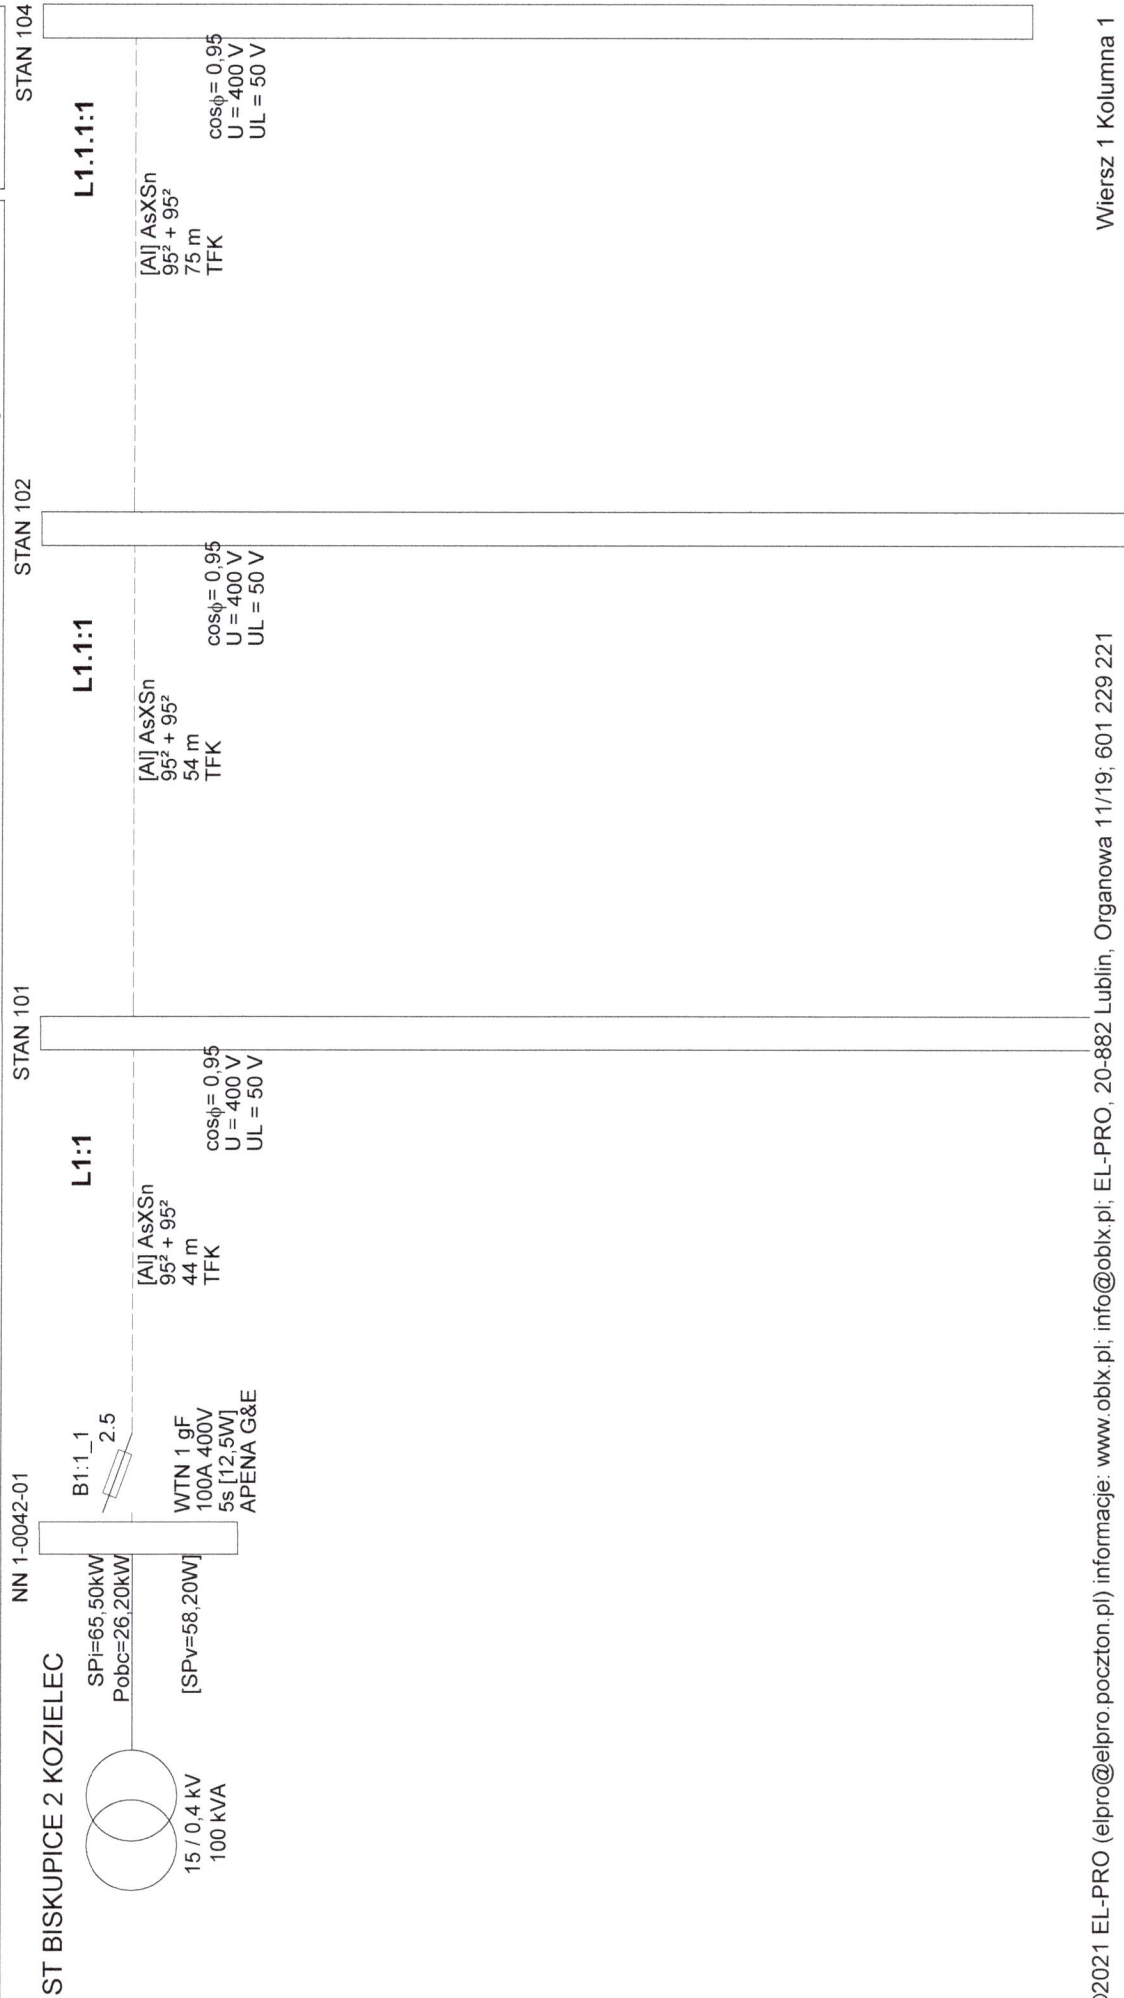 ST BISKUPICE 2 KOZIELEC
15 / 0,4 kV
100 kVA
SPi=65,50kW
Pobc=26,20kW
[SPv=58,20W]
NN 1-0042-01
B1:1_1
2.5
WTN 1 gF
100A 400V
5s [12,5W]
APENA G&E
L1:1
[Al] AsXSn
95² + 95²
44 m
TFK
cosϕ= 0,95
U = 400 V
UL = 50 V
STAN 101
L1.1:1
[Al] AsXSn
95² + 95²
54 m
TFK
cosϕ= 0,95
U = 400 V
UL = 50 V
STAN 102
L1.1.1:1
[Al] AsXSn
95² + 95²
75 m
TFK
cosϕ= 0,95
U = 400 V
UL = 50 V
STAN 104
©2021 EL-PRO (elpro@elpro.poczton.pl) informacje: www.oblx.pl; info@oblx.pl; EL-PRO, 20-882 Lublin, Organowa 11/19; 601 229 221
Wiersz 1 Kolumna 1